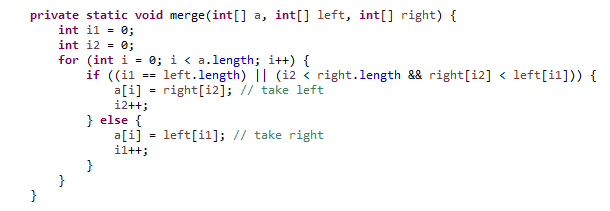 private static void merge(int[] a, int[] left, int[] right) {
    int i1 = 0;
    int i2 = 0;
    for (int i = 0; i < a.length; i++) {
        if ((i1 == left.length) || (i2 < right.length && right[i2] < left[i1])) {
            a[i] = right[i2]; // take left
            i2++;
        } else {
            a[i] = left[i1]; // take right
            i1++;
        }
    }
}